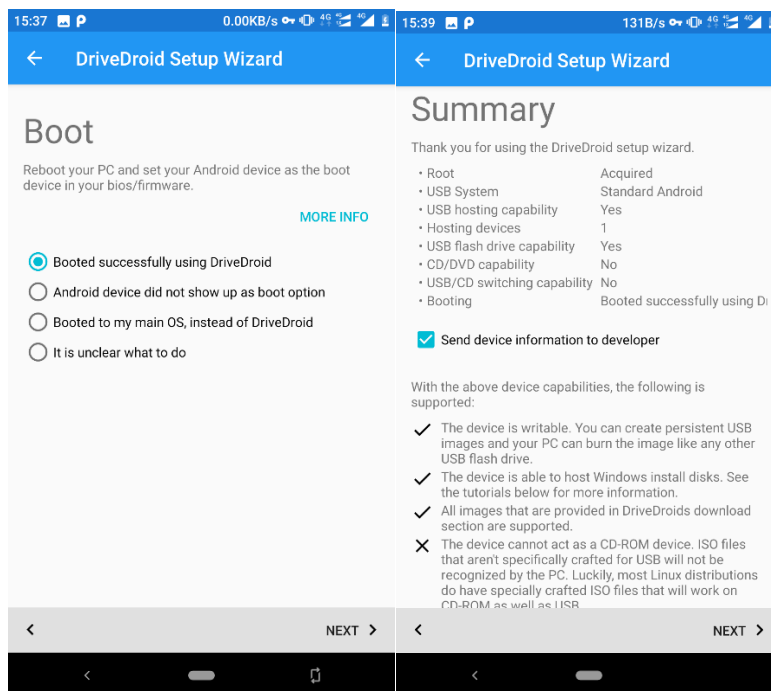 15:37 0.00KB/s 4G 4G
DriveDroid Setup Wizard
Boot
Reboot your PC and set your Android device as the boot
device in your bios/firmware.
MORE INFO
Booted successfully using DriveDroid
Android device did not show up as boot option
Booted to my main OS, instead of DriveDroid
It is unclear what to do
NEXT
15:39 131B/s 4G 4G
DriveDroid Setup Wizard
Summary
Thank you for using the DriveDroid setup wizard.
• Root Acquired
• USB System Standard Android
• USB hosting capability Yes
• Hosting devices 1
• USB flash drive capability Yes
• CD/DVD capability No
• USB/CD switching capability No
• Booting Booted successfully using D
Send device information to developer
With the above device capabilities, the following is
supported:
The device is writable. You can create persistent USB
images and your PC can burn the image like any other
USB flash drive.
The device is able to host Windows install disks. See
the tutorials below for more information.
All images that are provided in DriveDroids download
section are supported.
The device cannot act as a CD-ROM device. ISO files
that aren't specifically crafted for USB will not be
recognized by the PC. Luckily, most Linux distributions
do have specially crafted ISO files that will work on
CD-ROM as well as USB
NEXT